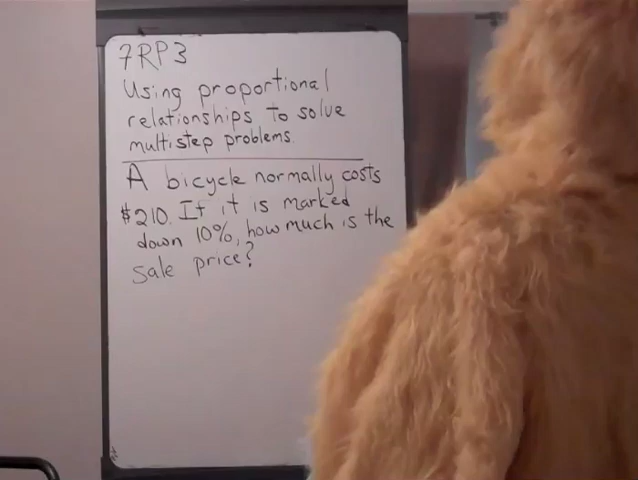 7RP3
Using proportional
relationships to solve
multistep problems.
A bicycle normally costs
$210. If it is marked
down 10%, how much is the
sale price?